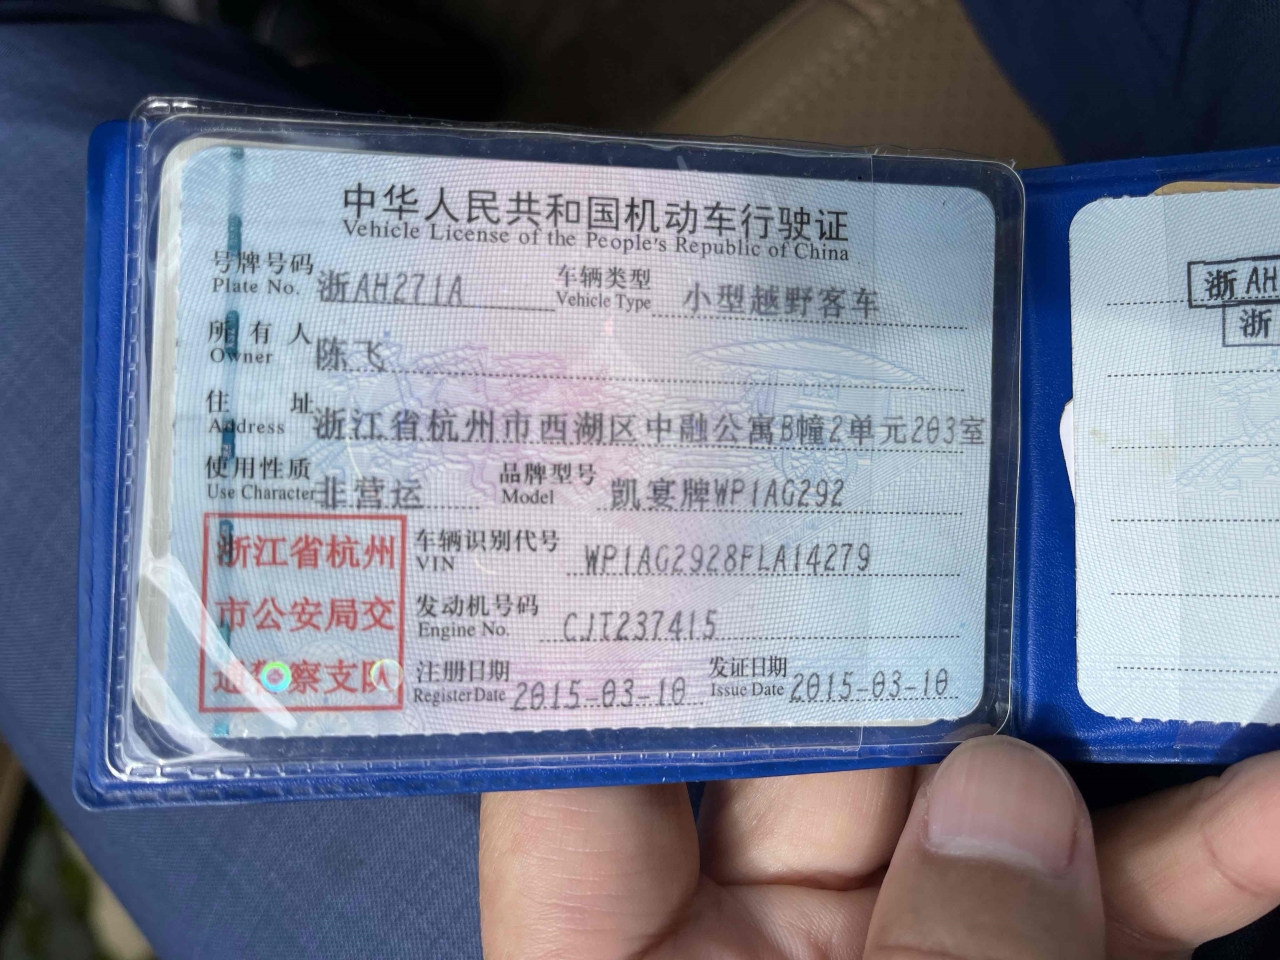 中华人民共和国机动车行驶证
Vehicle License of the People's Republic of China
号牌号码 浙AH271A 车辆类型 小型越野客车
Plate No. Vehicle Type
所有人 陈飞
Owner
住址 浙江省杭州市西湖区中融公寓B幢2单元203室
Address
使用性质 非营运 品牌型号 凯宴牌WP1AG292
Use Character Model
浙江省杭州
市公安局交
通警察支队
车辆识别代号 WP1AG2928FLA14279
VIN
发动机号码 CJT237415
Engine No.
注册日期 2015-03-10 发证日期 2015-03-10
Register Date Issue Date
浙AH
浙